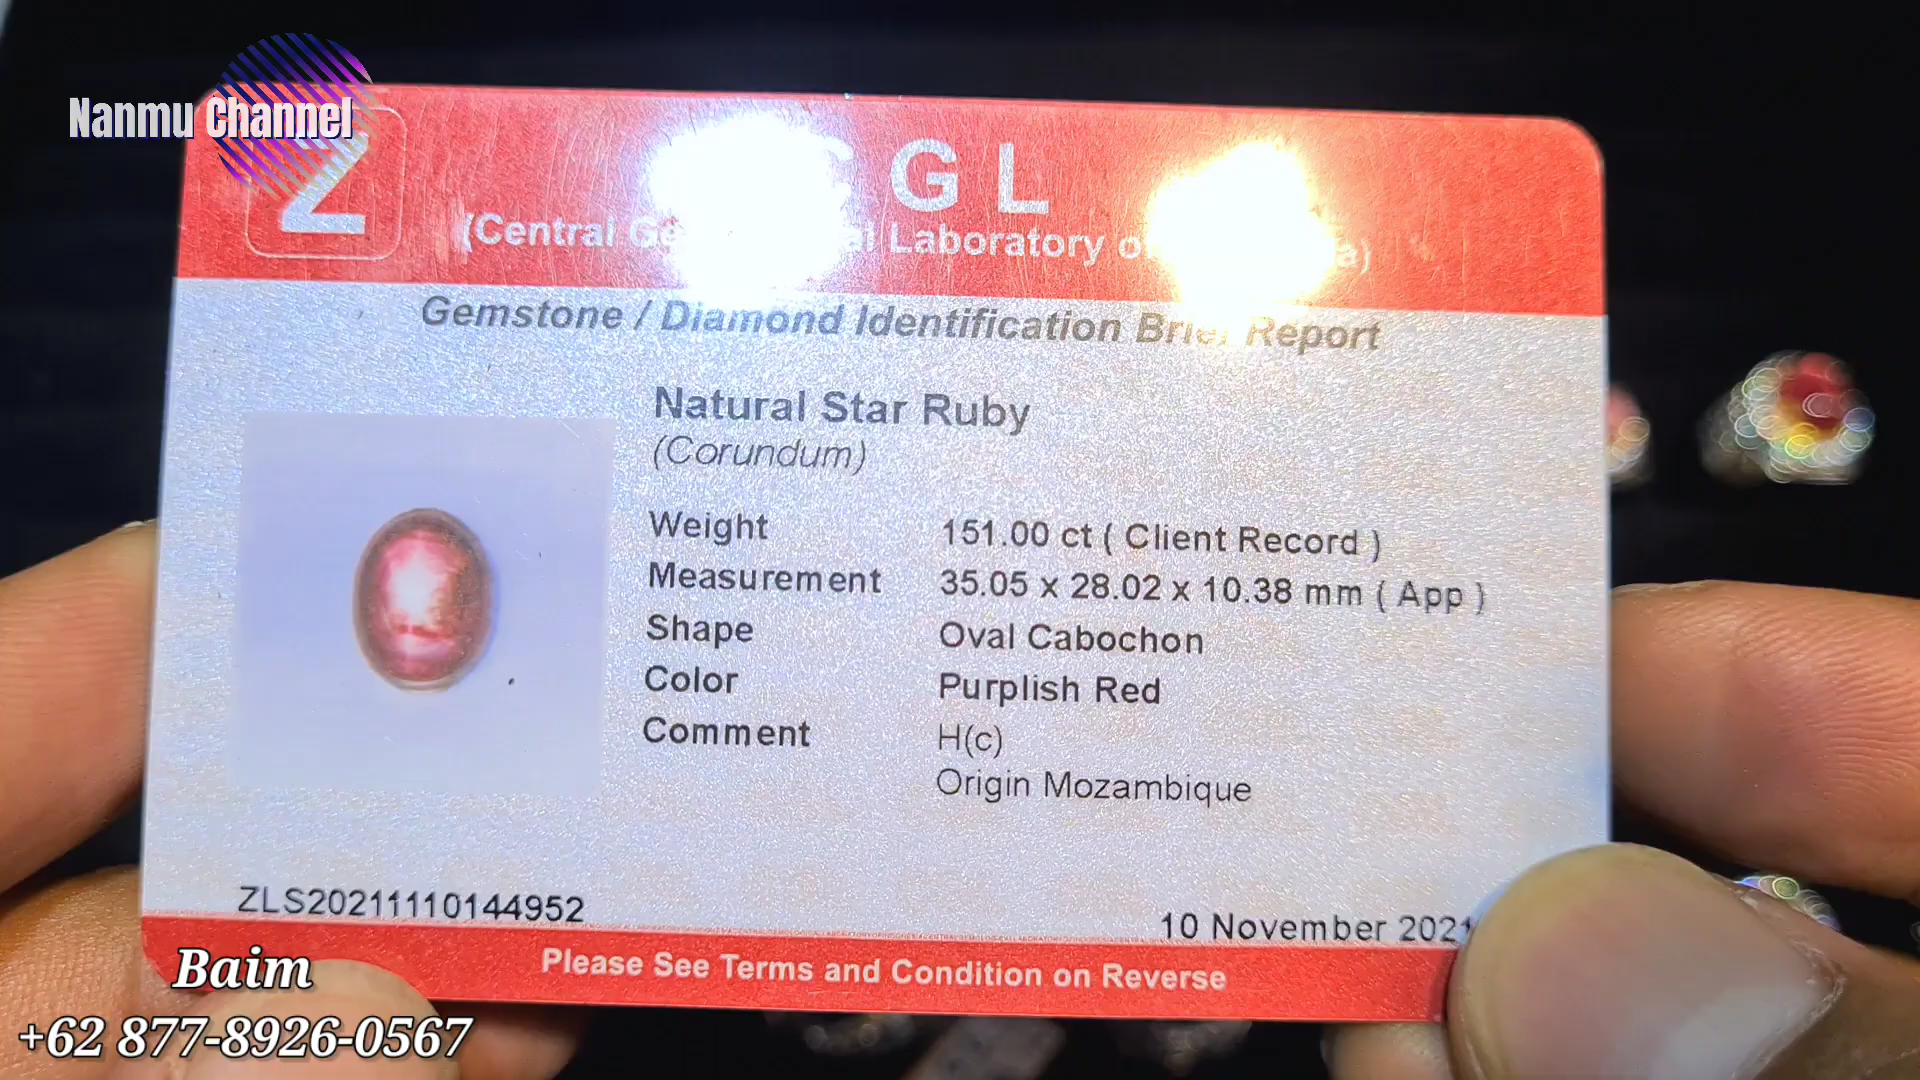 Nanmu Channel
Z G L
(Central Laboratory
Gemstone / Diamond Identification Brief Report
Natural Star Ruby
(Corundum)
Weight 151.00 ct ( Client Record )
Measurement 35.05 x 28.02 x 10.38 mm ( App )
Shape Oval Cabochon
Color Purplish Red
Comment H(c)
Origin Mozambique
ZLS20211110144952
10 November 2021
Please See Terms and Condition on Reverse
Baim
+62 877-8926-0567